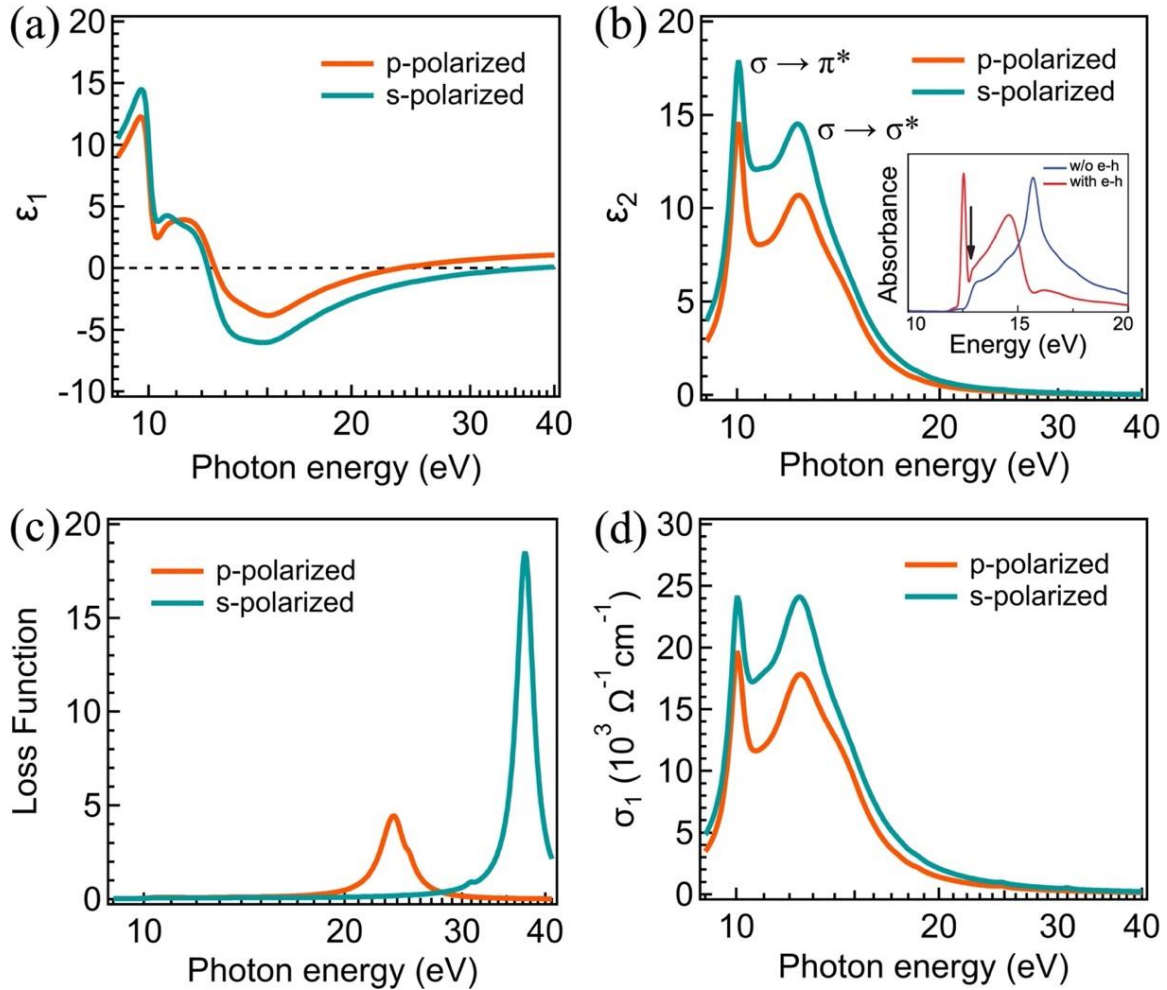 (a)
20
15
10
5
0
-5
-10
ε₁
p-polarized
s-polarized
10
20
30
40
Photon energy (eV)
(b)
20
15
10
5
0
ε₂
σ → π*
σ → σ*
p-polarized
s-polarized
w/o e-h
with e-h
Absorbance
10
15
20
Energy (eV)
10
20
30
40
Photon energy (eV)
(c)
20
15
10
5
0
Loss Function
p-polarized
s-polarized
10
20
30
40
Photon energy (eV)
(d)
30
25
20
15
10
5
0
σ₁ (10³ Ω⁻¹ cm⁻¹)
p-polarized
s-polarized
10
20
30
40
Photon energy (eV)